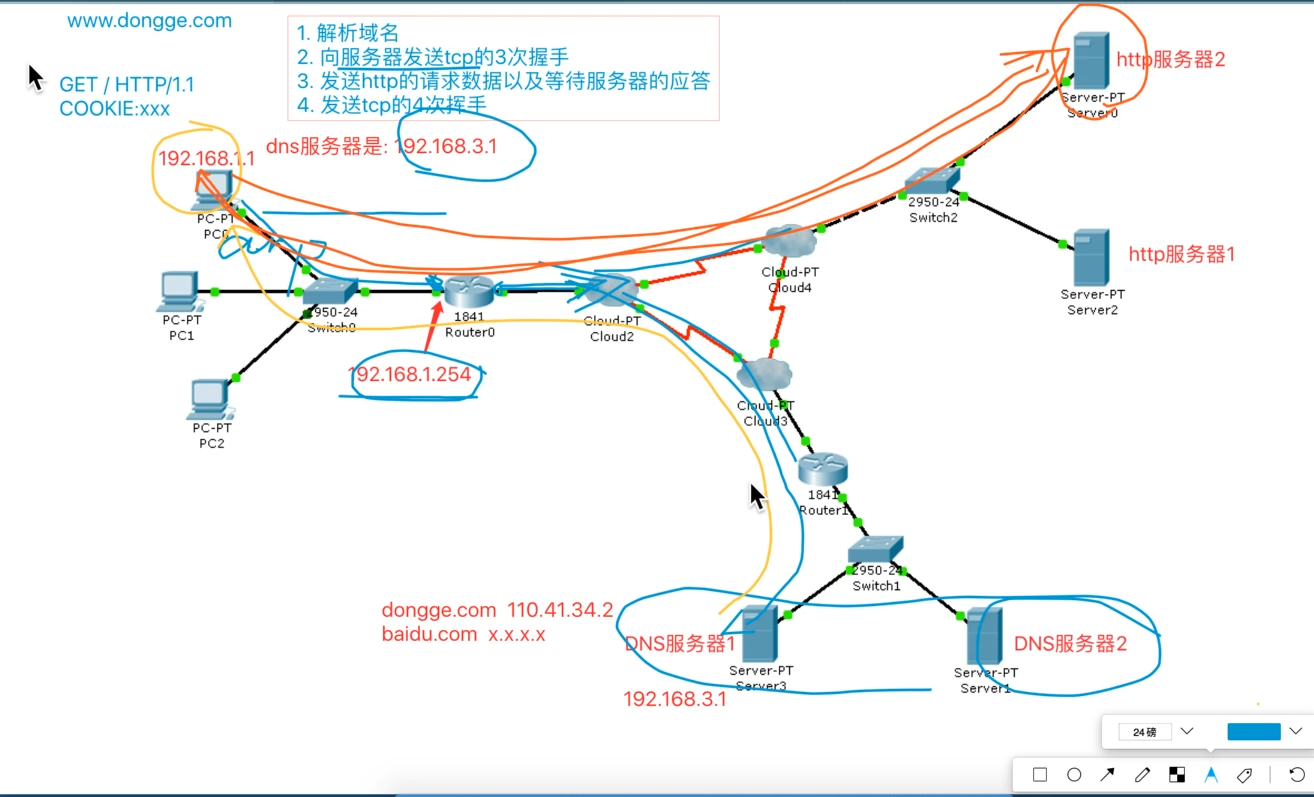 www.dongge.com
1. 解析域名
2. 向服务器发送tcp的3次握手
3. 发送http的请求数据以及等待服务器的应答
4. 发送tcp的4次挥手
GET / HTTP/1.1
COOKIE:xxx
http服务器2
Server-PT
Server0
dns服务器是: 192.168.3.1
192.168.1.1
PC-PT
PC0
2950-24
Switch2
http服务器1
Server-PT
Server2
Cloud-PT
Cloud4
PC-PT
PC1
2950-24
Switch0
1841
Router0
Cloud-PT
Cloud2
192.168.1.254
Cloud-PT
Cloud3
PC-PT
PC2
1841
Router1
2950-24
Switch1
dongge.com 110.41.34.2
baidu.com x.x.x.x
DNS服务器1
Server-PT
Server3
192.168.3.1
DNS服务器2
Server-PT
Server1
24磅